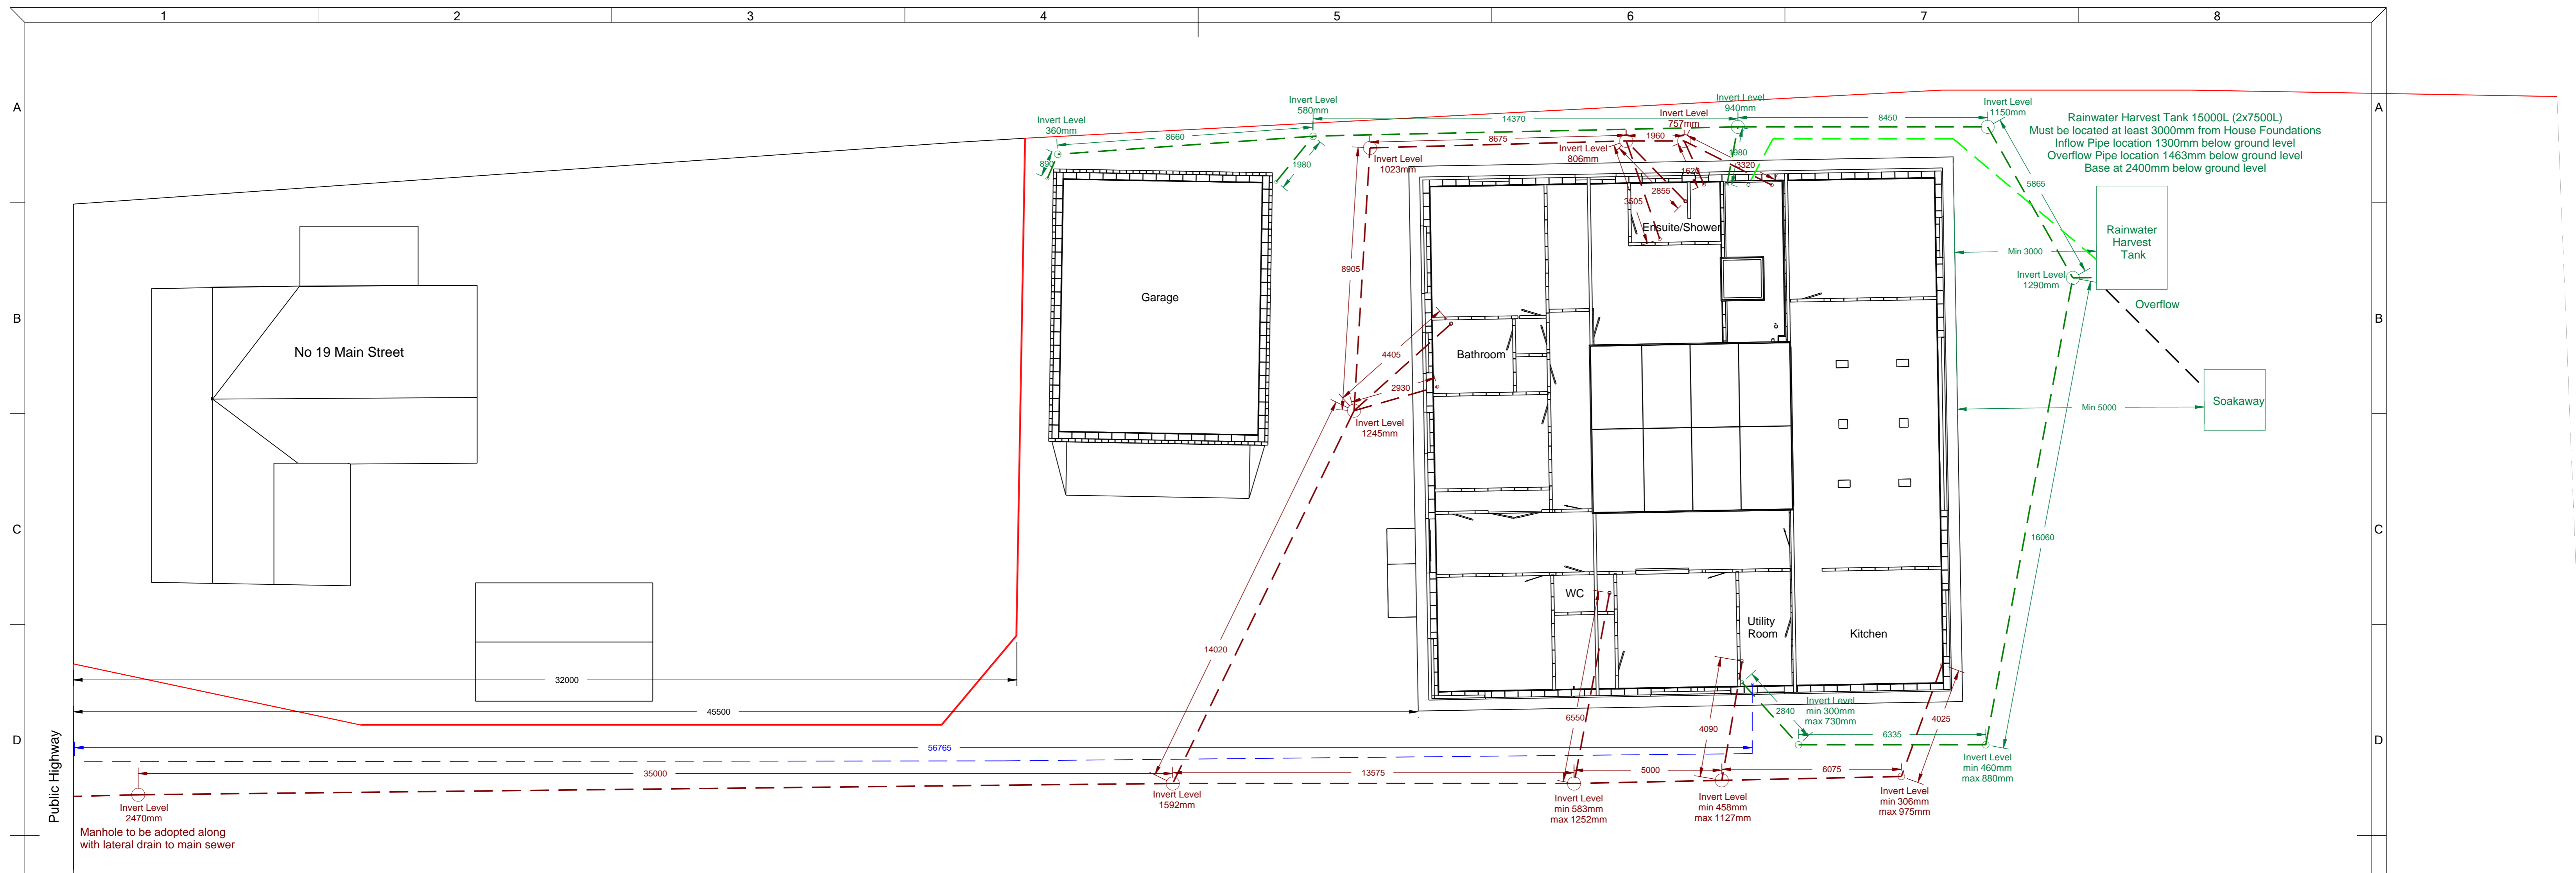 1
2
3
4
5
6
7
8
A
A
Invert Level
360mm
8660
890
Invert Level
580mm
1980
14370
Invert Level
940mm
8450
Invert Level
1150mm
Rainwater Harvest Tank 15000L (2x7500L)
Must be located at least 3000mm from House Foundations
Inflow Pipe location 1300mm below ground level
Overflow Pipe location 1463mm below ground level
Base at 2400mm below ground level
8675
Invert Level
757mm
1960
Invert Level
806mm
Invert Level
1023mm
3320
2855
3505
5865
Ensuite/Shower
8905
Rainwater
Harvest
Tank
Min 3000
Invert Level
1290mm
Overflow
B
B
Garage
No 19 Main Street
Bathroom
4405
2930
Invert Level
1245mm
Min 5000
Soakaway
C
C
16060
WC
Utility
Room
Kitchen
14020
32000
45500
6550
4090
2840
Invert Level
min 300mm
max 730mm
6335
4025
D
D
Public Highway
56765
35000
13575
5000
6075
Invert Level
min 460mm
max 880mm
Invert Level
2470mm
Manhole to be adopted along
with lateral drain to main sewer
Invert Level
1592mm
Invert Level
min 583mm
max 1252mm
Invert Level
min 458mm
max 1127mm
Invert Level
min 306mm
max 975mm